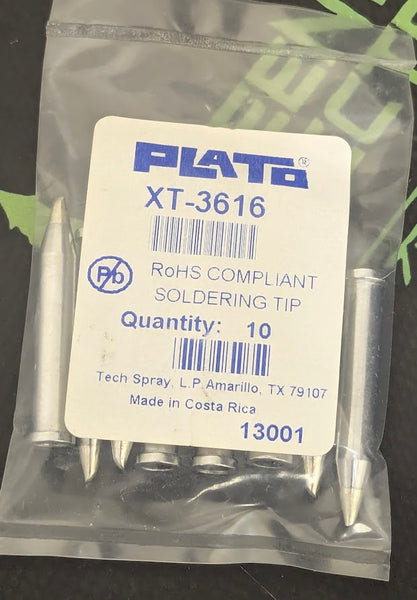 PLATO®
XT-3616
Pb
RoHS COMPLIANT
SOLDERING TIP
Quantity: 10
Tech Spray, L.P. Amarillo, TX 79107
Made in Costa Rica
13001